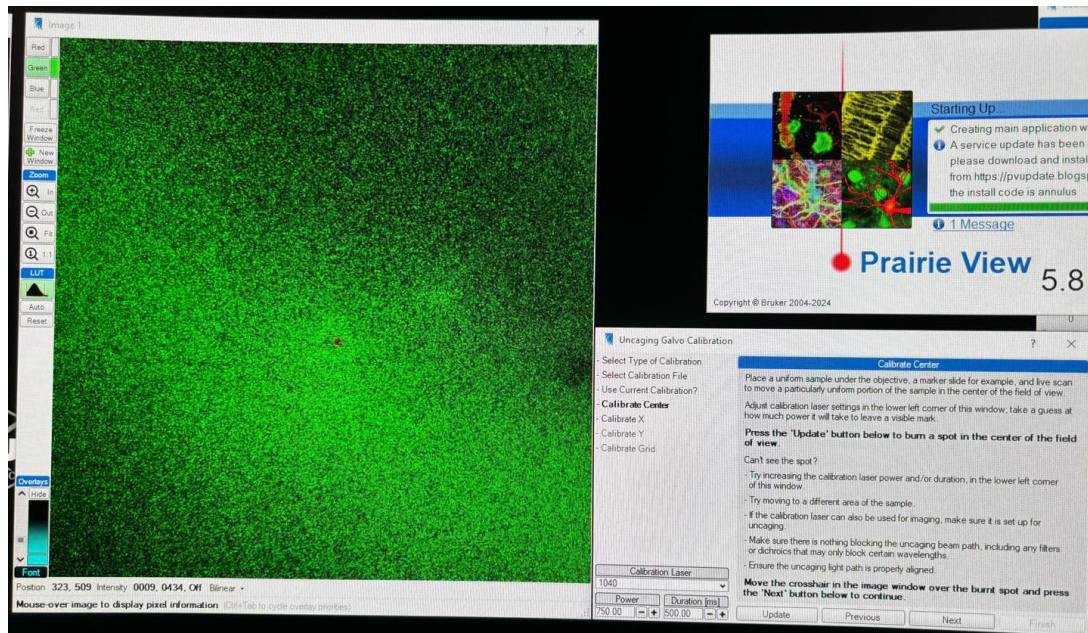 Image 1
?
Red
Green
Blue
Red
Freeze
Window
New
Window
Zoom
In
Out
Fit
1:1
LUT
Auto
Reset
Overlays
Hide
Font
Position 323, 509 Intensity 0009, 0434, Off Bilinear
Mouse-over image to display pixel information (Ctrl+Tab to cycle overlay priorities)
Starting Up...
Creating main application w
A service update has been
please download and instal
from https://pvupdate.blogsp
the install code is annulus
1 Message
Prairie View 5.8
Copyright © Bruker 2004-2024
0
Uncaging Galvo Calibration
?
- Select Type of Calibration
- Select Calibration File
- Use Current Calibration?
- Calibrate Center
- Calibrate X
- Calibrate Y
- Calibrate Grid
Calibration Laser
1040
Power
Duration [ms]
750.00 - +
500.00 - +
Calibrate Center
Place a uniform sample under the objective, a marker slide for example, and live scan
to move a particularly uniform portion of the sample in the center of the field of view.
Adjust calibration laser settings in the lower left corner of this window; take a guess at
how much power it will take to leave a visible mark.
Press the 'Update' button below to burn a spot in the center of the field
of view.
Can't see the spot?
- Try increasing the calibration laser power and/or duration, in the lower left corner
of this window.
- Try moving to a different area of the sample.
- If the calibration laser can also be used for imaging, make sure it is set up for
uncaging.
- Make sure there is nothing blocking the uncaging beam path, including any filters
or dichroics that may only block certain wavelengths.
- Ensure the uncaging light path is properly aligned.
Move the crosshair in the image window over the burnt spot and press
the 'Next' button below to continue.
Update
Previous
Next
Finish